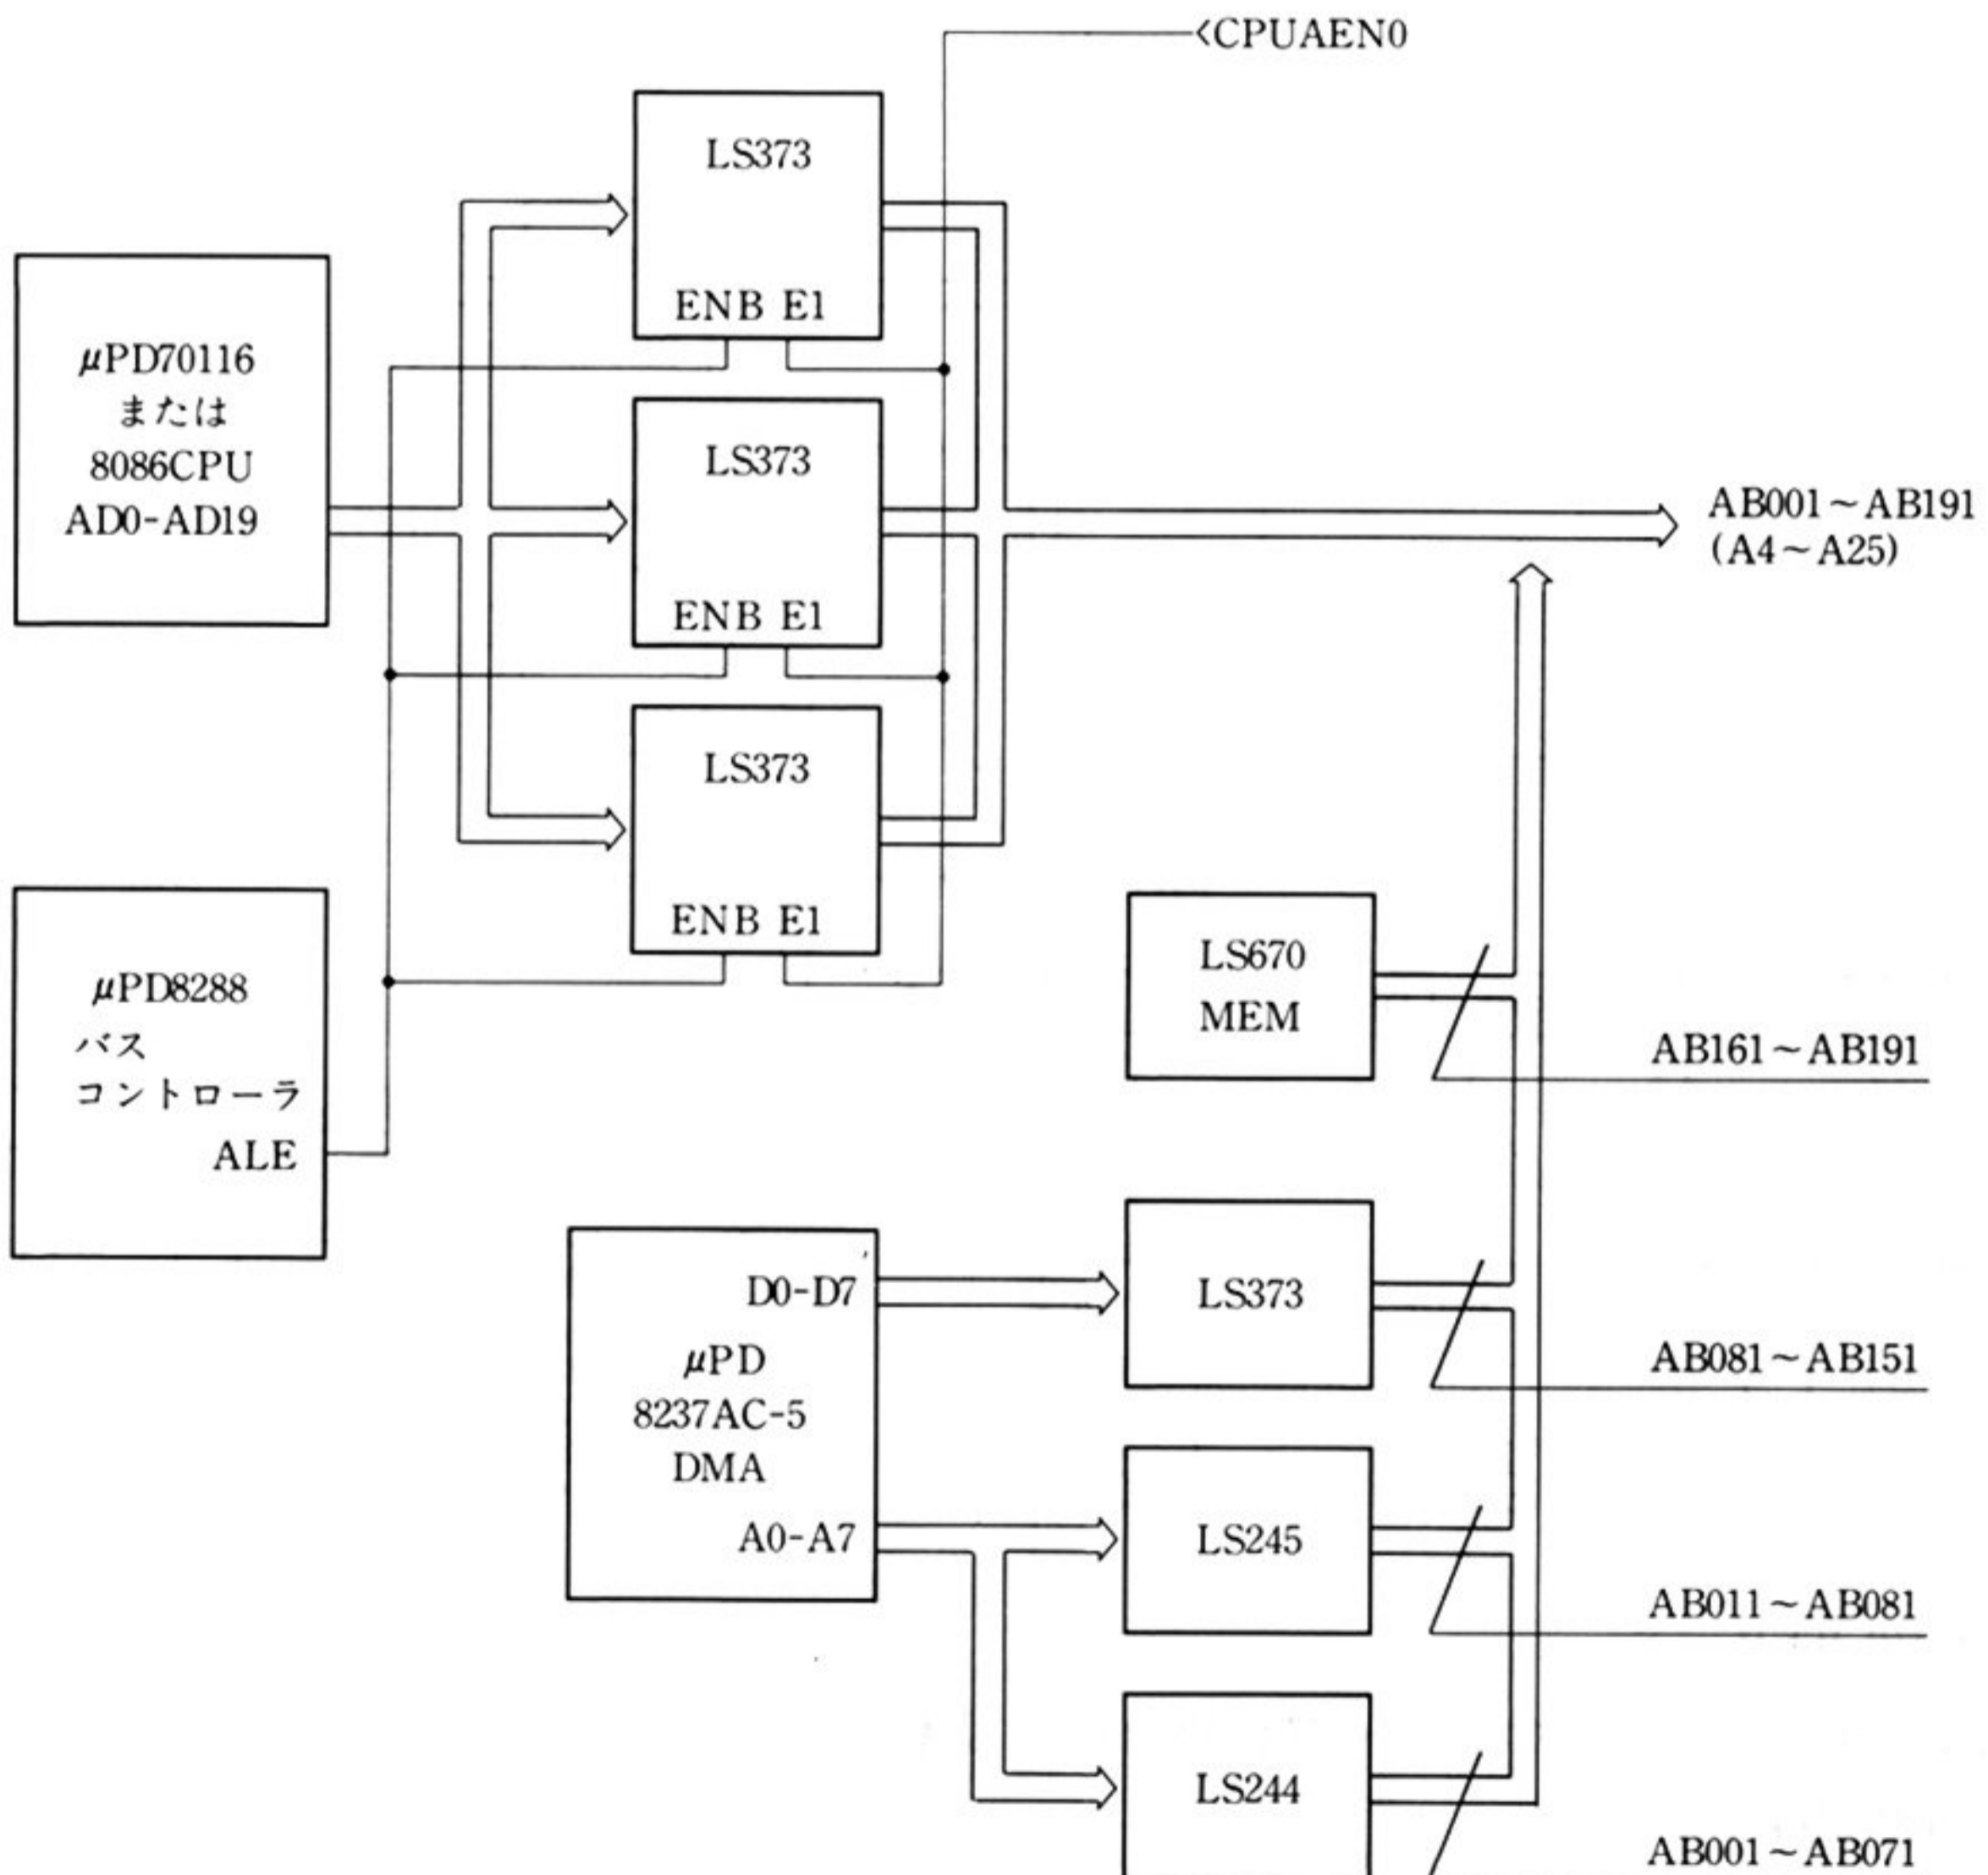 <CPUAEN0
LS373
ENB E1
μPD70116
または
8086CPU
AD0-AD19
LS373
ENB E1
AB001~AB191
(A4~A25)
LS373
ENB E1
μPD8288
バス
コントローラ
ALE
LS670
MEM
AB161~AB191
D0-D7
μPD
8237AC-5
DMA
A0-A7
LS373
AB081~AB151
LS245
AB011~AB081
LS244
AB001~AB071